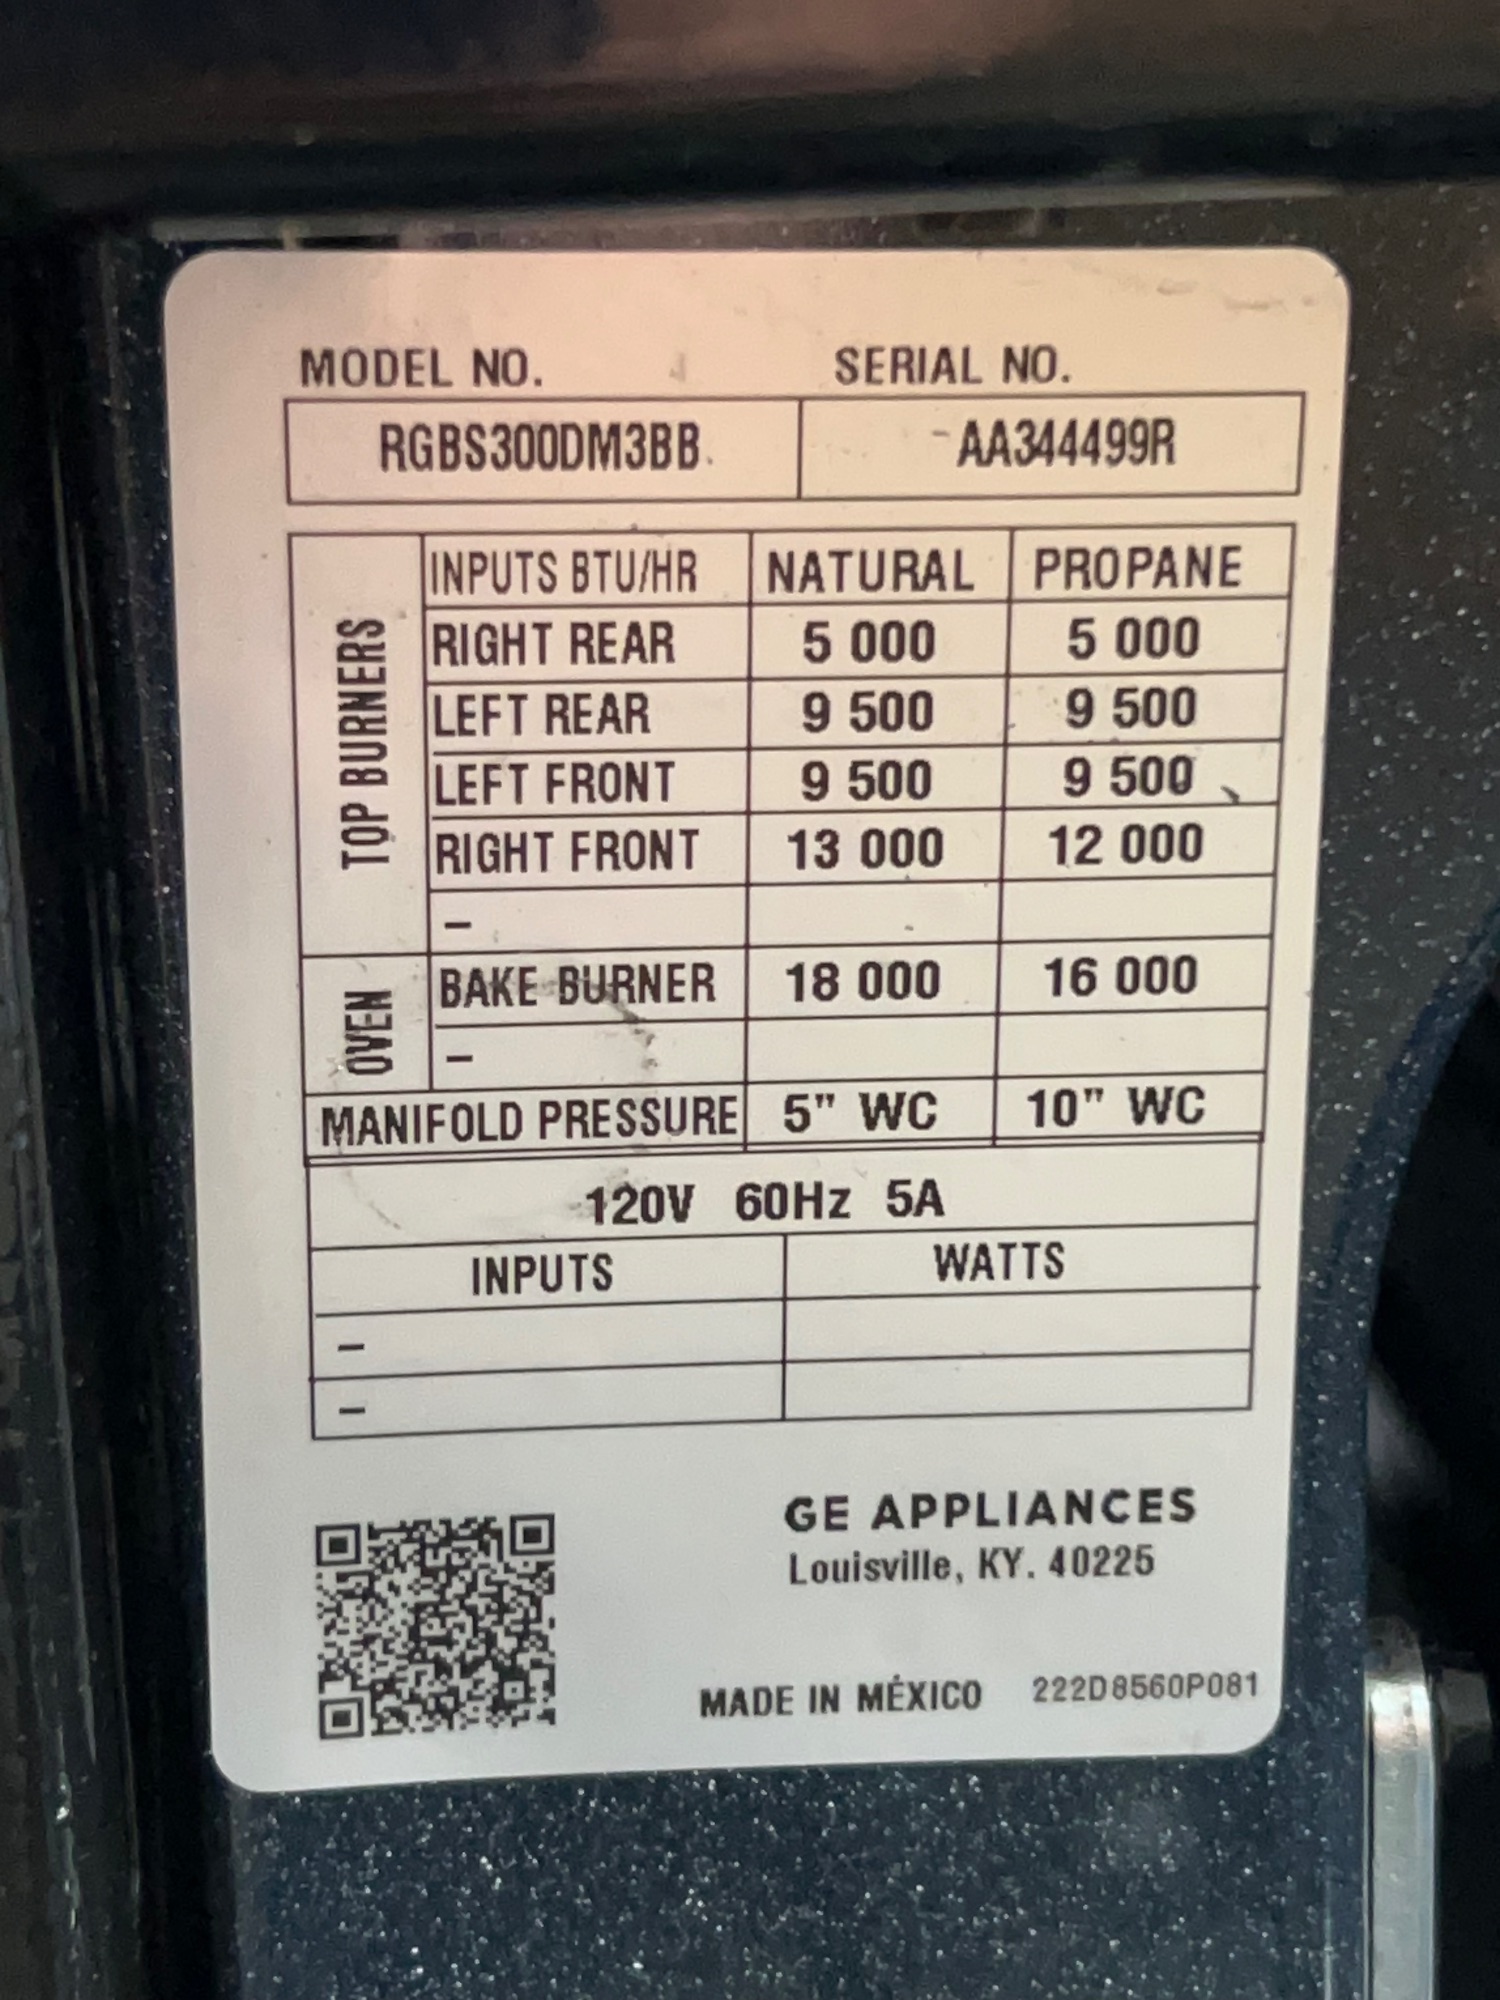 MODEL NO. SERIAL NO.
RGBS300DM3BB AA344499R
TOP BURNERS
INPUTS BTU/HR NATURAL PROPANE
RIGHT REAR 5 000 5 000
LEFT REAR 9 500 9 500
LEFT FRONT 9 500 9 500
RIGHT FRONT 13 000 12 000
–
OVEN
BAKE BURNER 18 000 16 000
–
MANIFOLD PRESSURE 5" WC 10" WC
120V 60Hz 5A
INPUTS WATTS
–
–
GE APPLIANCES
Louisville, KY. 40225
MADE IN MÉXICO 222D8560P081